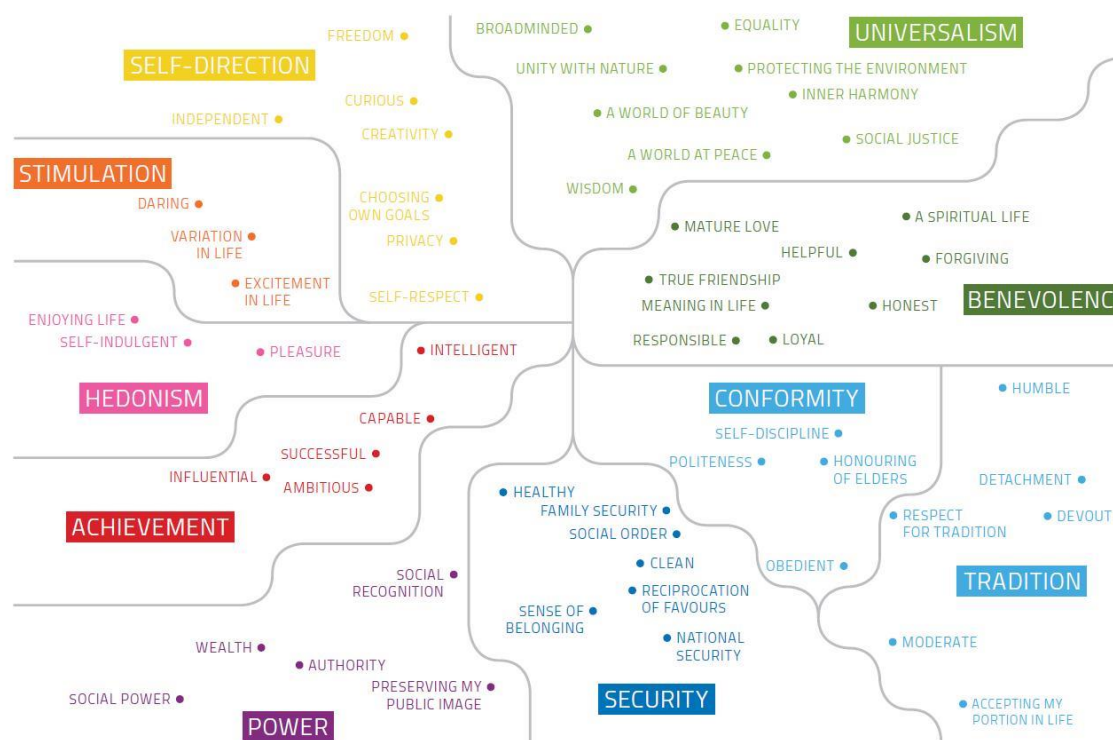 SELF-DIRECTION
FREEDOM
CURIOUS
INDEPENDENT
CREATIVITY
CHOOSING
OWN GOALS
PRIVACY
SELF-RESPECT
UNIVERSALISM
BROADMINDED
EQUALITY
UNITY WITH NATURE
PROTECTING THE ENVIRONMENT
INNER HARMONY
A WORLD OF BEAUTY
SOCIAL JUSTICE
A WORLD AT PEACE
WISDOM
STIMULATION
DARING
VARIATION
IN LIFE
EXCITEMENT
IN LIFE
MATURE LOVE
A SPIRITUAL LIFE
HELPFUL
FORGIVING
TRUE FRIENDSHIP
MEANING IN LIFE
HONEST
BENEVOLENC
RESPONSIBLE
LOYAL
ENJOYING LIFE
SELF-INDULGENT
PLEASURE
HEDONISM
INTELLIGENT
CAPABLE
SUCCESSFUL
INFLUENTIAL
AMBITIOUS
ACHIEVEMENT
CONFORMITY
SELF-DISCIPLINE
POLITENESS
HONOURING
OF ELDERS
OBEDIENT
HUMBLE
DETACHMENT
RESPECT
FOR TRADITION
DEVOUT
TRADITION
MODERATE
ACCEPTING MY
PORTION IN LIFE
HEALTHY
FAMILY SECURITY
SOCIAL ORDER
CLEAN
RECIPROCATION
OF FAVOURS
SENSE OF
BELONGING
NATIONAL
SECURITY
SECURITY
SOCIAL
RECOGNITION
WEALTH
AUTHORITY
PRESERVING MY
PUBLIC IMAGE
SOCIAL POWER
POWER